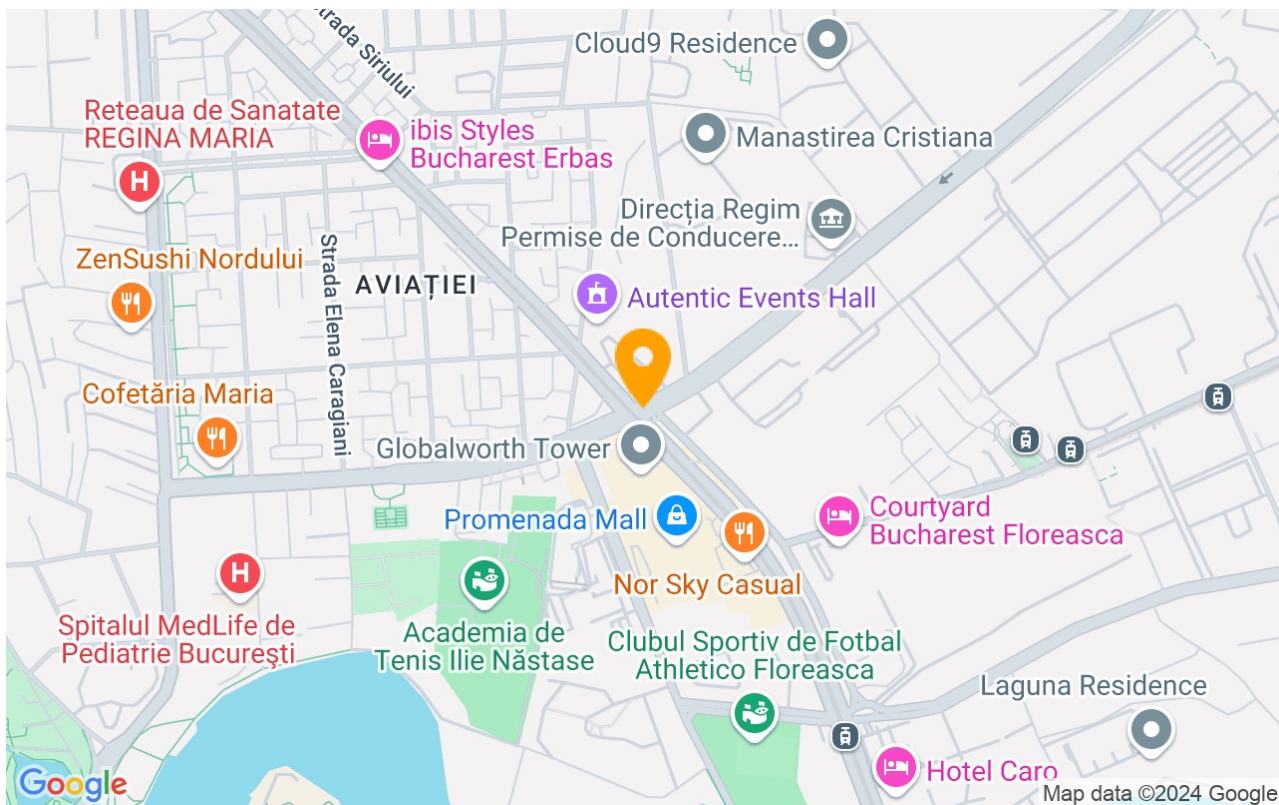 Strada Siriului
Cloud9 Residence
Reteaua de Sanatate
REGINA MARIA
H
ibis Styles
Bucharest Erbas
Manastirea Cristiana
Direcția Regim
Permise de Conducere...
ZenSushi Nordului
Strada Elena Caragiani
AVIAȚIEI
Autentic Events Hall
Cofetăria Maria
Globalworth Tower
Promenada Mall
Courtyard
Bucharest Floreasca
Nor Sky Casual
H
Spitalul MedLife de
Pediatrie Bucureşti
Academia de
Tenis Ilie Năstase
Clubul Sportiv de Fotbal
Athletico Floreasca
Laguna Residence
Hotel Caro
Google
Map data ©2024 Google